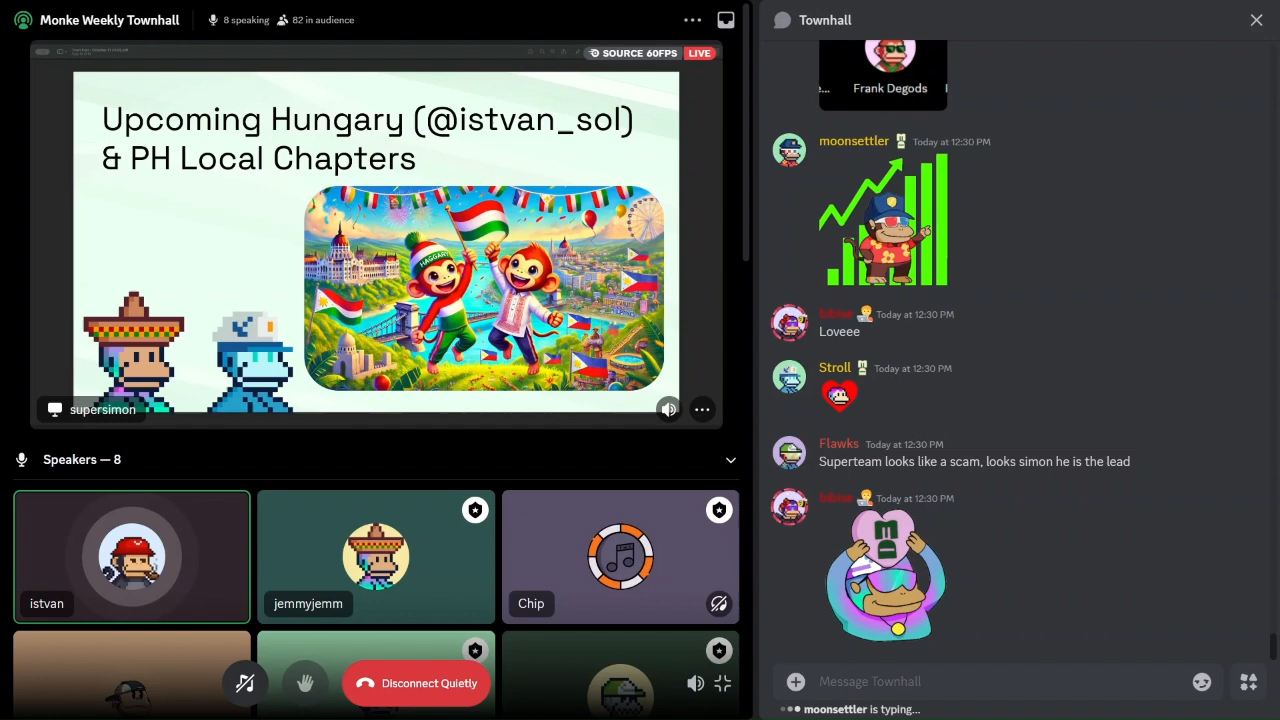 Monke Weekly Townhall
8 speaking
82 in audience
SOURCE 60FPS
LIVE
Upcoming Hungary (@istvan_sol)
& PH Local Chapters
HAGGARY
supersimon
Speakers — 8
istvan
jemmyjemm
Chip
Disconnect Quietly
Townhall
e...
Frank Degods
moonsettler
Today at 12:30 PM
Today at 12:30 PM
Loveee
Stroll
Today at 12:30 PM
Flawks
Today at 12:30 PM
Superteam looks like a scam, looks simon he is the lead
Today at 12:30 PM
Message Townhall
moonsettler is typing...